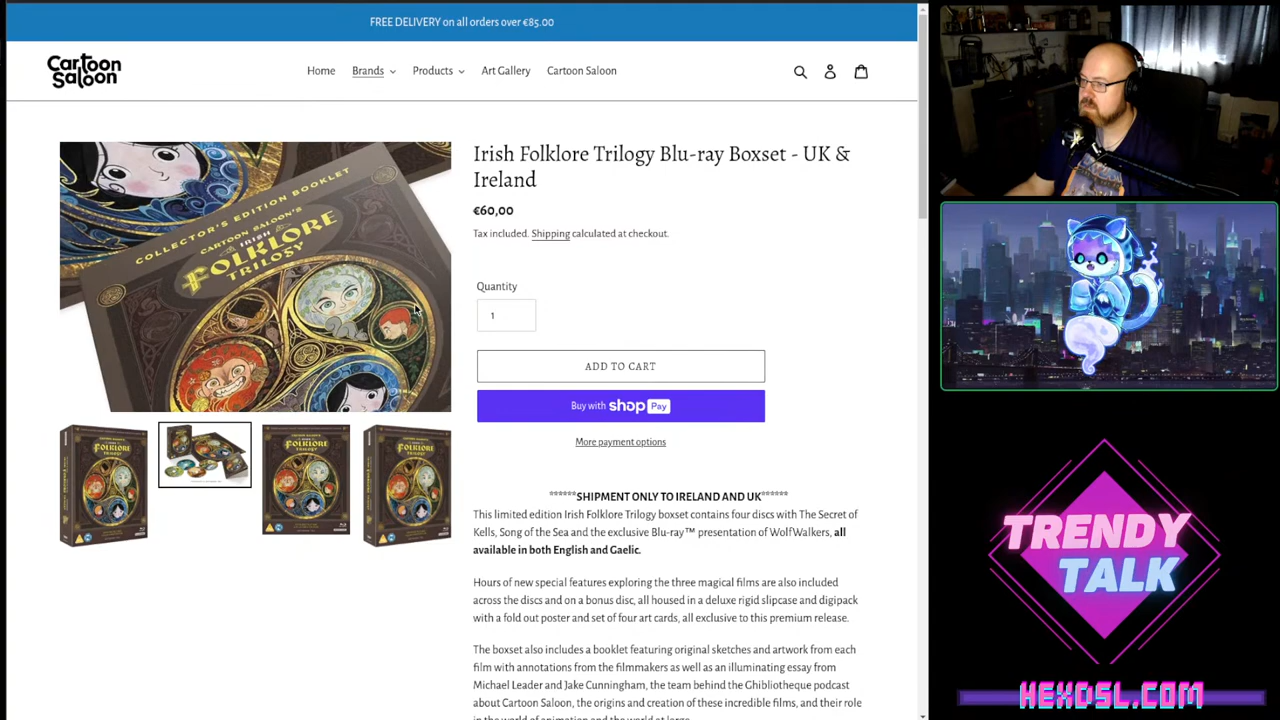 FREE DELIVERY on all orders over €85.00
Cartoon
Saloon
Home
Brands
Products
Art Gallery
Cartoon Saloon
COLLECTOR'S EDITION BOOKLET
CARTOON SALOON'S
IRISH
FOLKLORE
TRILOGY
Irish Folklore Trilogy Blu-ray Boxset - UK &
Ireland
€60,00
Tax included. Shipping calculated at checkout.
Quantity
1
ADD TO CART
Buy with shop Pay
More payment options
******SHIPMENT ONLY TO IRELAND AND UK******
This limited edition Irish Folklore Trilogy boxset contains four discs with The Secret of
Kells, Song of the Sea and the exclusive Blu-ray™ presentation of WolfWalkers, all
available in both English and Gaelic.
Hours of new special features exploring the three magical films are also included
across the discs and on a bonus disc, all housed in a deluxe rigid slipcase and digipack
with a fold out poster and set of four art cards, all exclusive to this premium release.
The boxset also includes a booklet featuring original sketches and artwork from each
film with annotations from the filmmakers as well as an illuminating essay from
Michael Leader and Jake Cunningham, the team behind the Ghibliotheque podcast
about Cartoon Saloon, the origins and creation of these incredible films, and their role
in the world of animation and the world at large.
FOLKLORE
TRILOGY
FOLKLORE
TRILOGY
FOLKLORE
TRILOGY
TRENDY
TALK
HEXDSL.COM